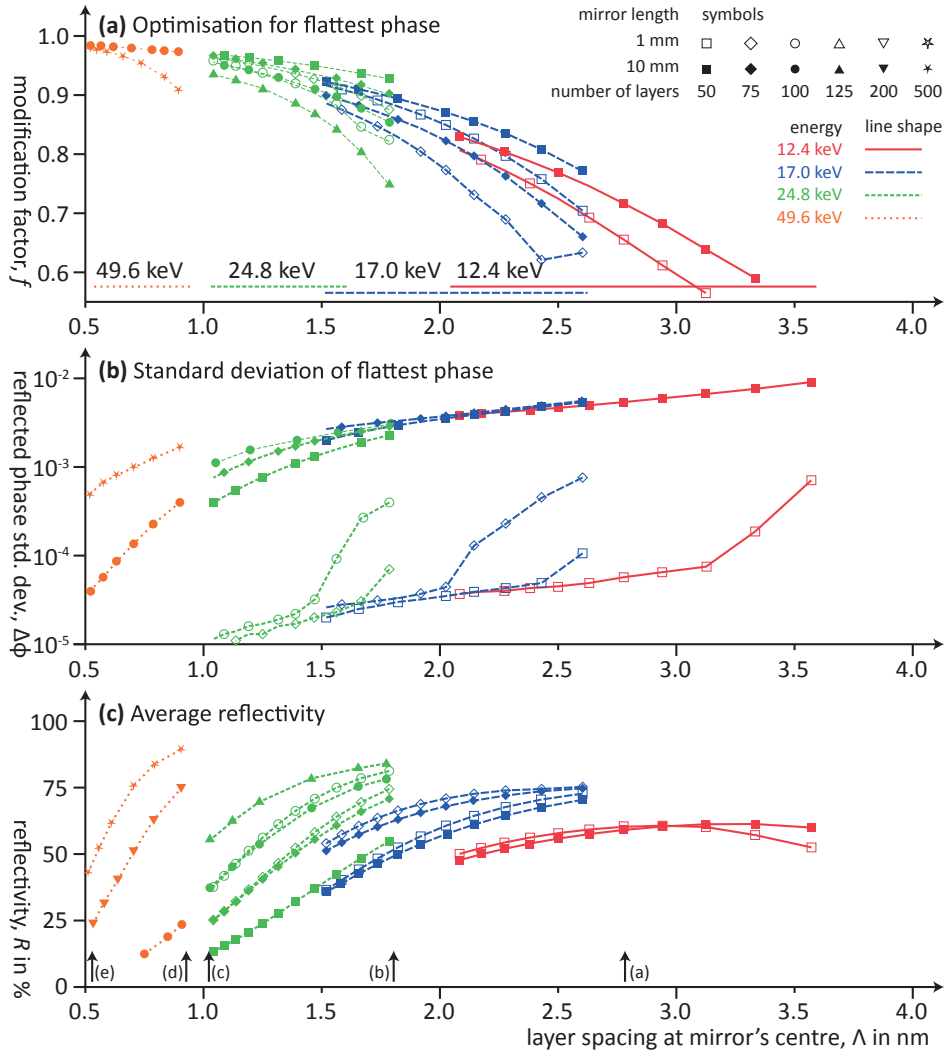 (a) Optimisation for flattest phase
mirror length symbols
1 mm
10 mm
number of layers 50 75 100 125 200 500
energy line shape
12.4 keV
17.0 keV
24.8 keV
49.6 keV
modifcation factor, f
1.0
0.9
0.8
0.7
0.6
49.6 keV 24.8 keV 17.0 keV 12.4 keV
0.5 1.0 1.5 2.0 2.5 3.0 3.5 4.0
(b) Standard deviation of flattest phase
reflected phase std. dev., Δϕ
10-2
10-3
10-4
10-5
0.5 1.0 1.5 2.0 2.5 3.0 3.5 4.0
(c) Average reflectivity
reflectivity, R in %
100
75
50
25
0
(e) (d) (c) (b) (a)
0.5 1.0 1.5 2.0 2.5 3.0 3.5 4.0
layer spacing at mirror's centre, Λ in nm